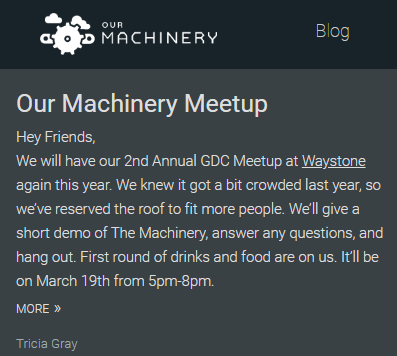 OUR
MACHINERY
Blog
Our Machinery Meetup
Hey Friends,
We will have our 2nd Annual GDC Meetup at Waystone
again this year. We knew it got a bit crowded last year, so
we've reserved the roof to fit more people. We'll give a
short demo of The Machinery, answer any questions, and
hang out. First round of drinks and food are on us. It'll be
on March 19th from 5pm-8pm.
MORE »
Tricia Gray